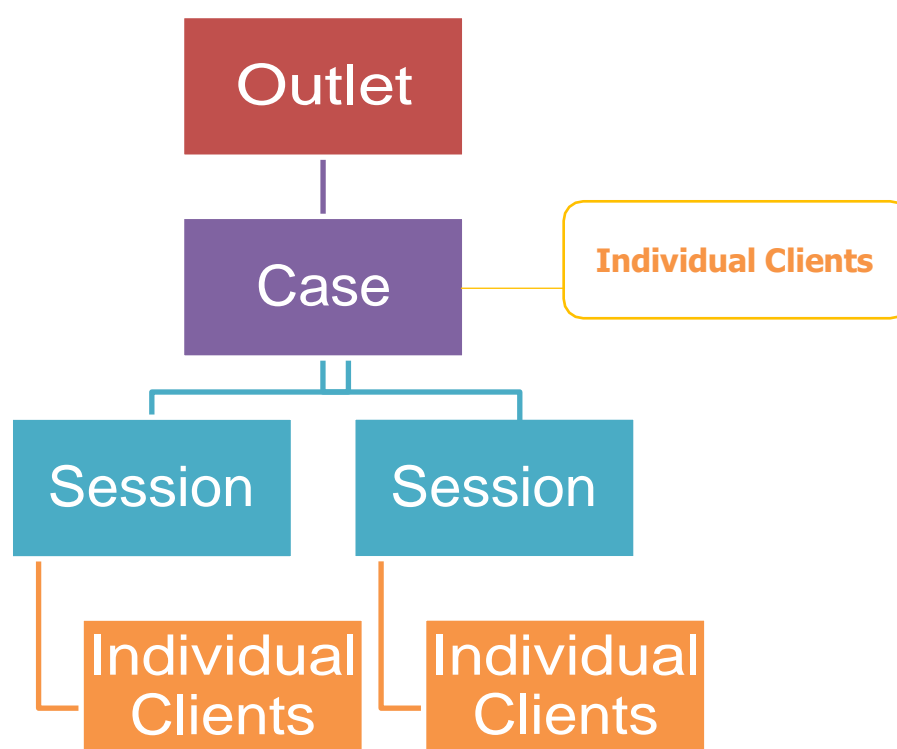 Outlet
Case
Individual Clients
Session
Session
Individual
Clients
Individual
Clients